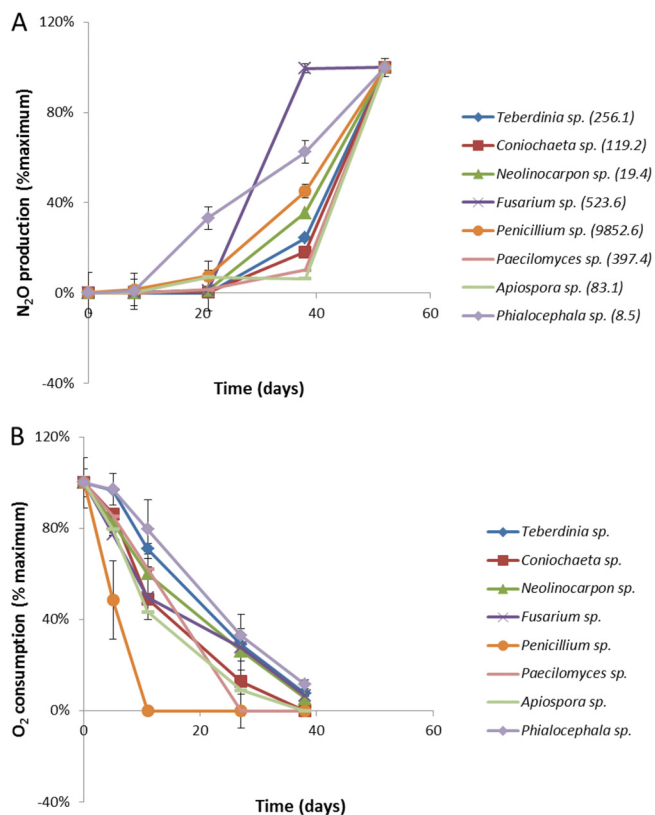 A
120%
80%
40%
0%
-40%
0
20
40
60
N2O production (%maximum)
Time (days)
Teberdinia sp. (256.1)
Coniochaeta sp. (119.2)
Neolinocarpon sp. (19.4)
Fusarium sp. (523.6)
Penicillium sp. (9852.6)
Paecilomyces sp. (397.4)
Apiospora sp. (83.1)
Phialocephala sp. (8.5)
B
120%
80%
40%
0%
-40%
0
20
40
60
O2 consumption (% maximum)
Time (days)
Teberdinia sp.
Coniochaeta sp.
Neolinocarpon sp.
Fusarium sp.
Penicillium sp.
Paecilomyces sp.
Apiospora sp.
Phialocephala sp.